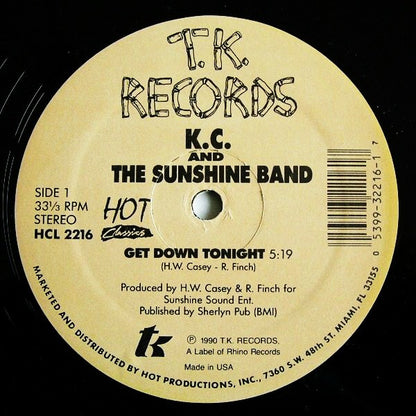 T.K.
RECORDS
K.C.
AND
THE SUNSHINE BAND
SIDE 1
33⅓ RPM
STEREO
HCL 2216
HOT
Classics
GET DOWN TONIGHT 5:19
(H.W. Casey - R. Finch)
Produced by H.W. Casey & R. Finch for
Sunshine Sound Ent.
Published by Sherlyn Pub (BMI)
tk
℗ 1990 T.K. RECORDS.
A Label of Rhino Records
Made in USA
0 5399-32216-1 7
MARKETED AND DISTRIBUTED BY HOT PRODUCTIONS, INC., 7360 S.W. 48th ST. MIAMI, FL 33155